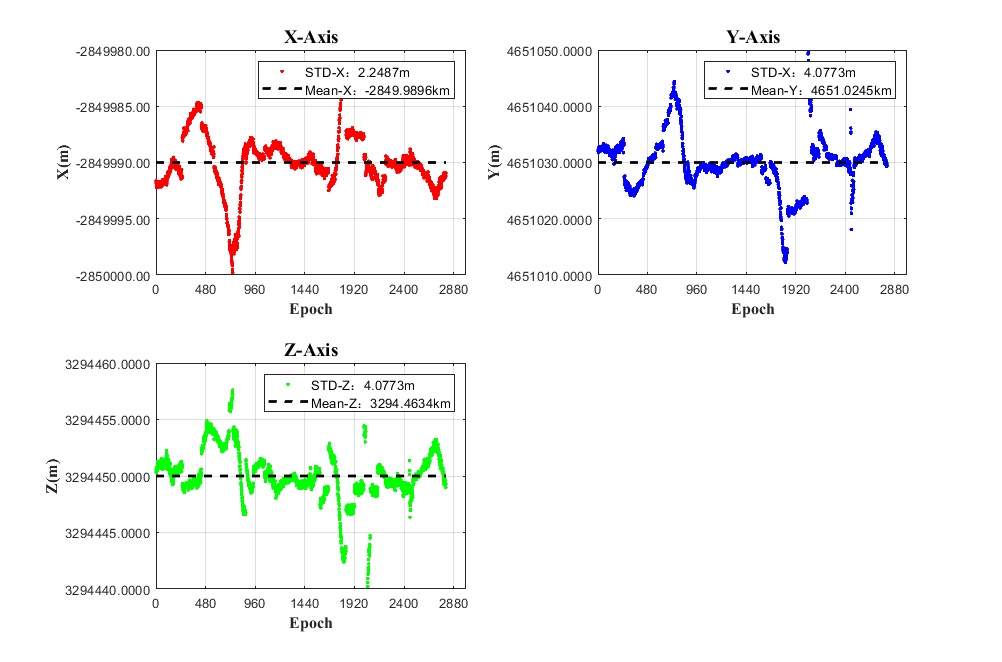 X-Axis
-2849980.00
-2849985.00
-2849990.00
-2849995.00
-2850000.00
X(m)
STD-X：2.2487m
Mean-X：-2849.9896km
0 480 960 1440 1920 2400 2880
Epoch
Y-Axis
4651050.0000
4651040.0000
4651030.0000
4651020.0000
4651010.0000
Y(m)
STD-X：4.0773m
Mean-Y：4651.0245km
0 480 960 1440 1920 2400 2880
Epoch
Z-Axis
3294460.0000
3294455.0000
3294450.0000
3294445.0000
3294440.0000
Z(m)
STD-Z：4.0773m
Mean-Z：3294.4634km
0 480 960 1440 1920 2400 2880
Epoch